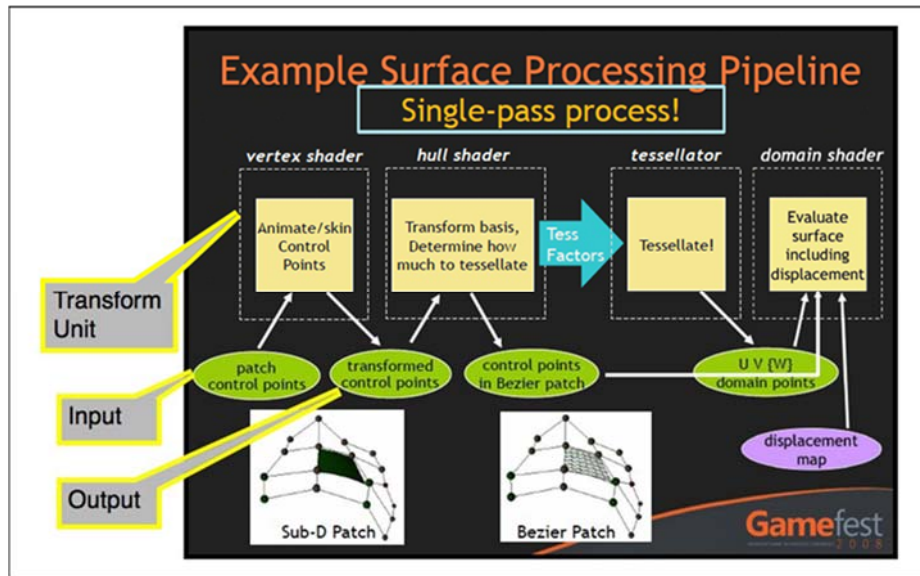 Example Surface Processing Pipeline
Single-pass process!
vertex shader
hull shader
tessellator
domain shader
Animate/skin
Control
Points
Transform basis,
Determine how
much to tessellate
Tess
Factors
Tessellate!
Evaluate
surface
including
displacement
Transform
Unit
patch
control points
transformed
control points
control points
in Bezier patch
U V {W}
domain points
Input
displacement
map
Output
Sub-D Patch
Bezier Patch
Gamefest
2008